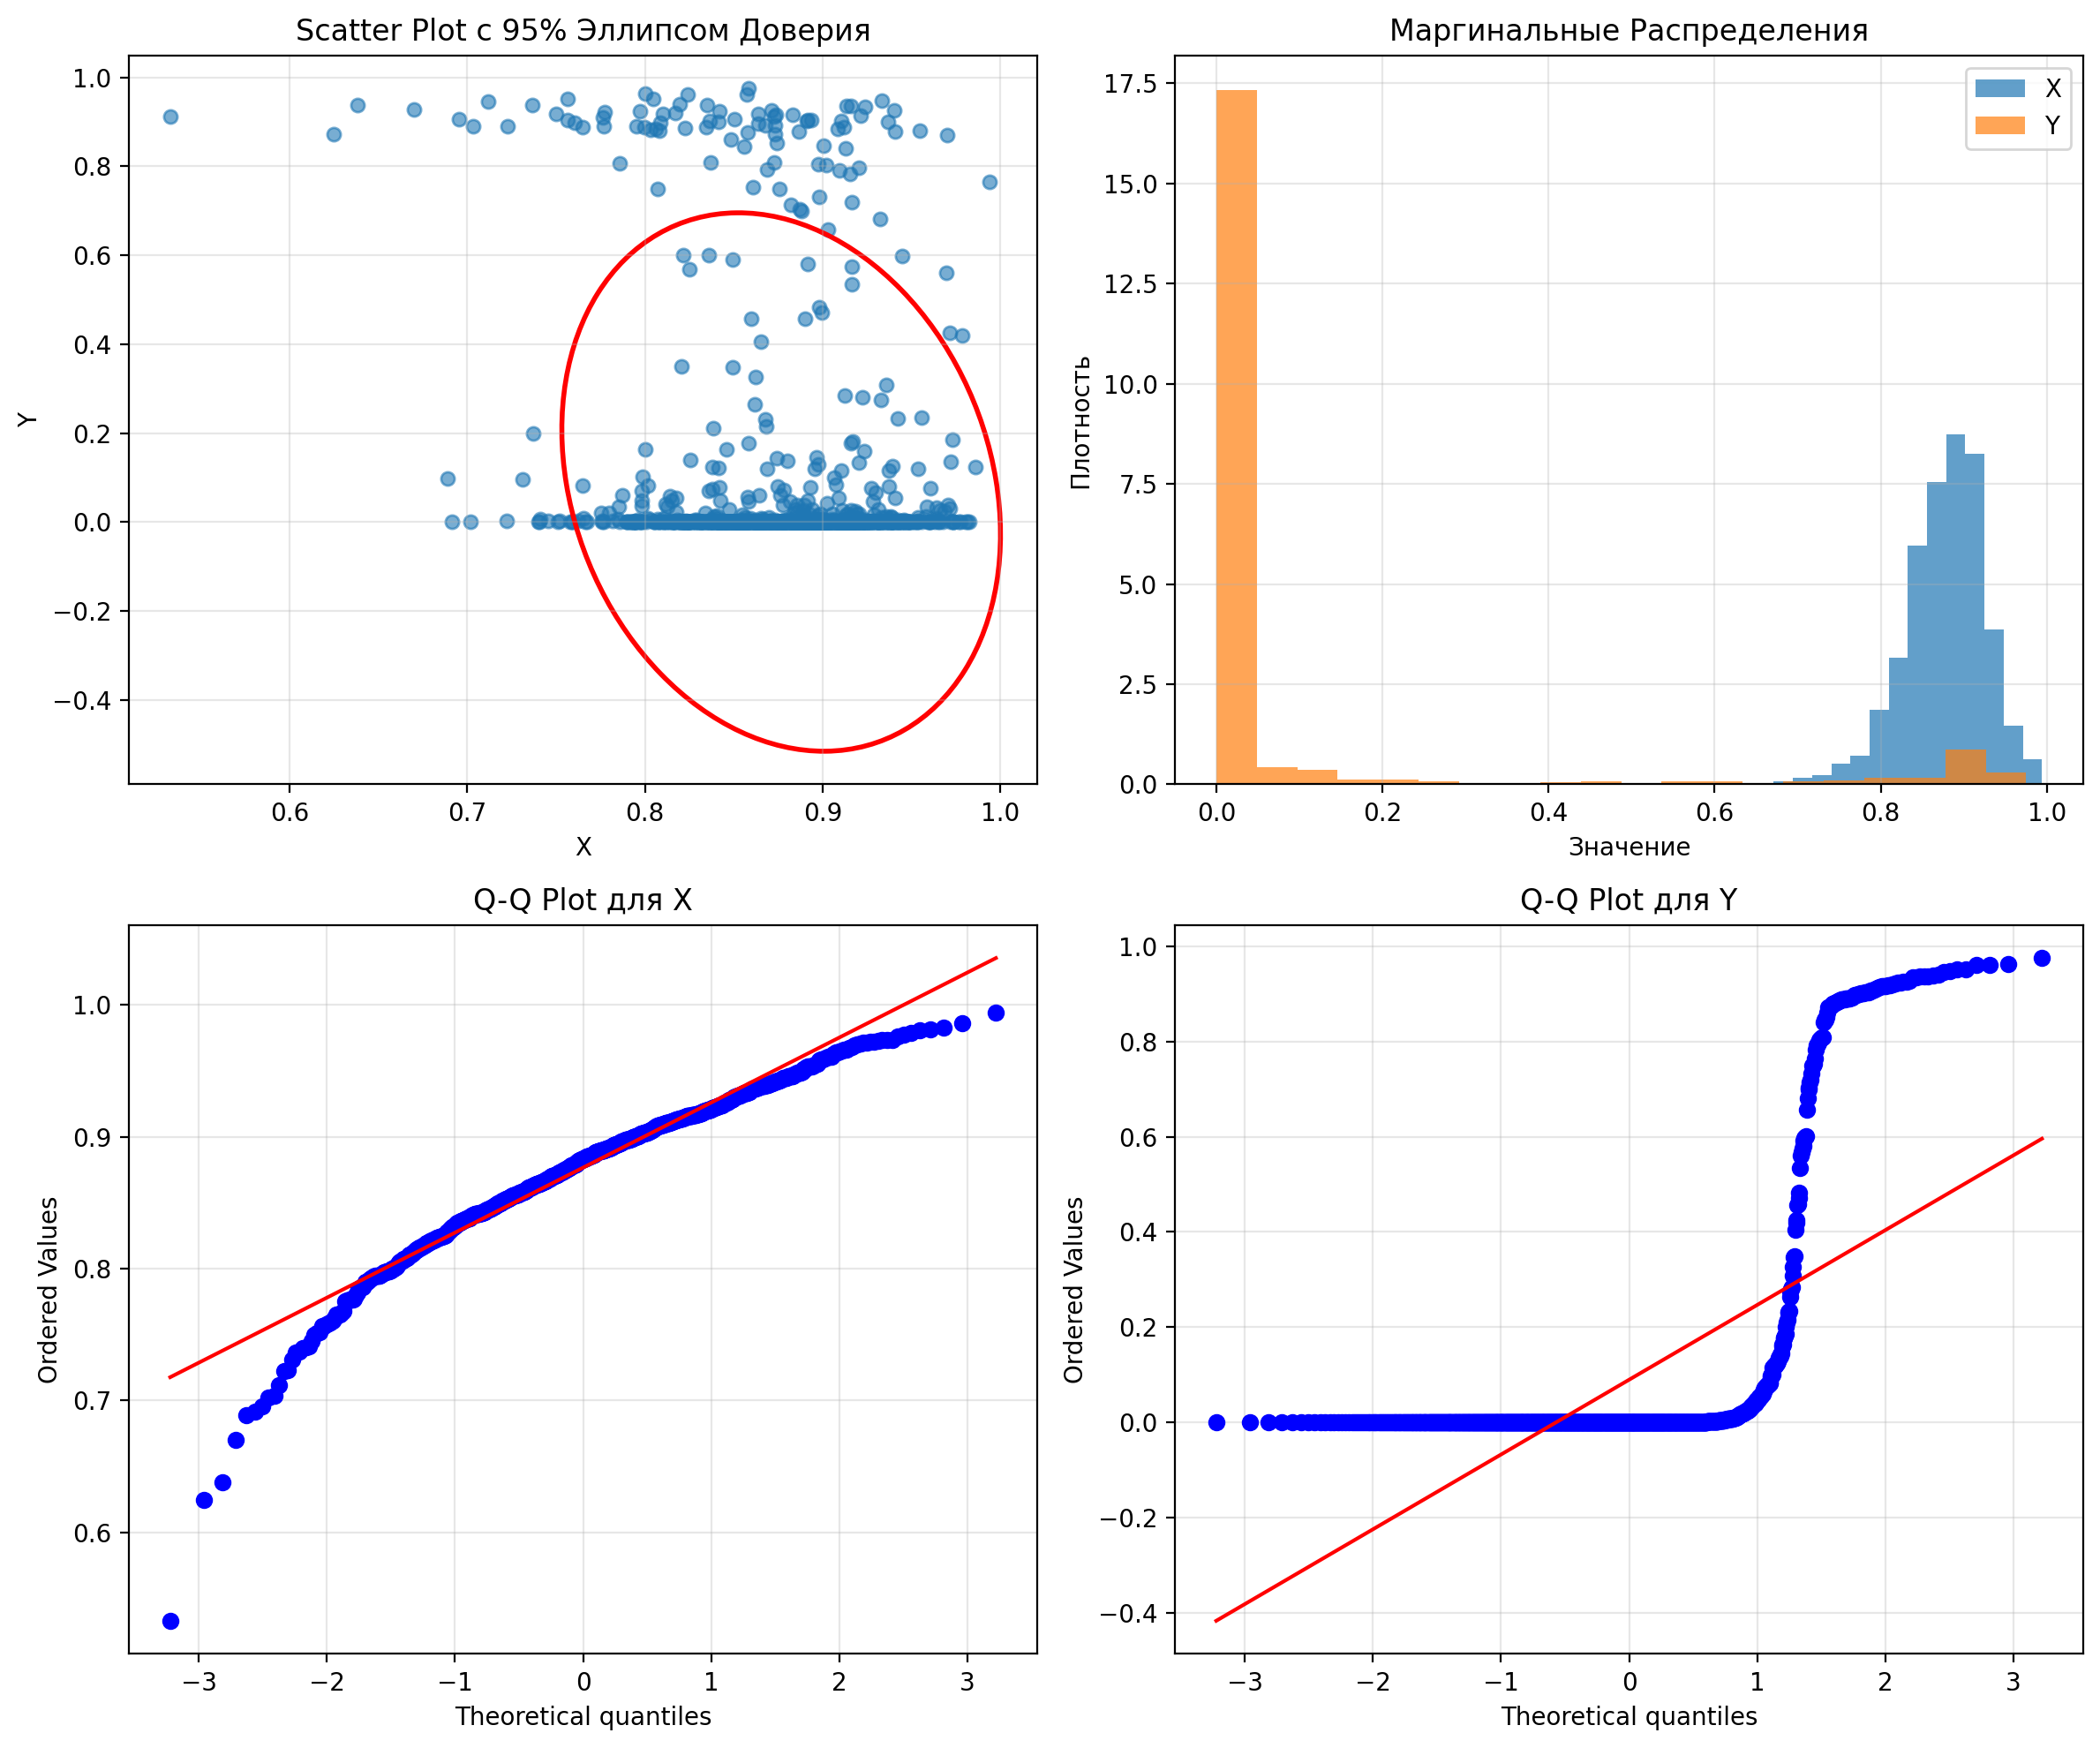 Scatter Plot с 95% Эллипсом Доверия
1.0
0.8
0.6
0.4
0.2
0.0
−0.2
−0.4
Y
0.6 0.7 0.8 0.9 1.0
X
Маргинальные Распределения
17.5
15.0
12.5
10.0
7.5
5.0
2.5
0.0
Плотность
X
Y
0.0 0.2 0.4 0.6 0.8 1.0
Значение
Q-Q Plot для X
1.0
0.9
0.8
0.7
0.6
Ordered Values
−3 −2 −1 0 1 2 3
Theoretical quantiles
Q-Q Plot для Y
1.0
0.8
0.6
0.4
0.2
0.0
−0.2
−0.4
Ordered Values
−3 −2 −1 0 1 2 3
Theoretical quantiles